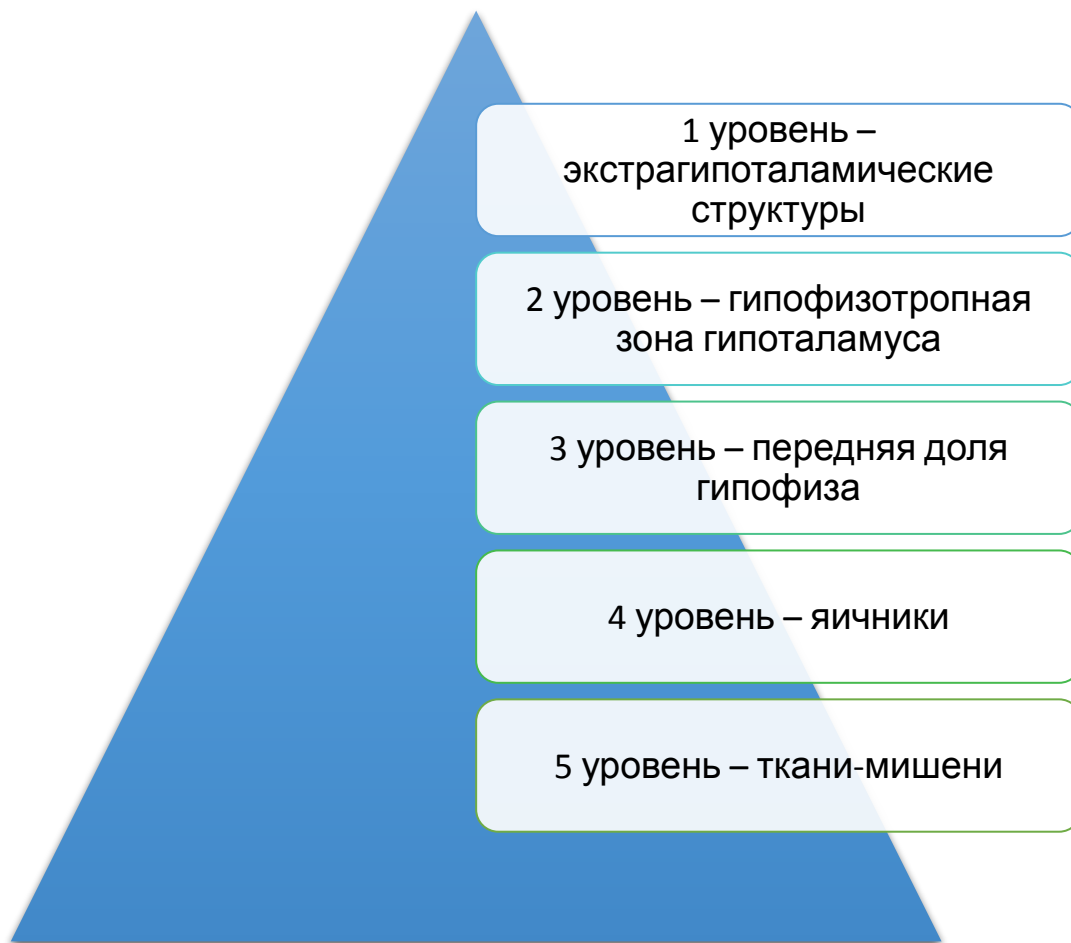 1 уровень –
экстрагипоталамические
структуры
2 уровень – гипофизотропная
зона гипоталамуса
3 уровень – передняя доля
гипофиза
4 уровень – яичники
5 уровень – ткани-мишени